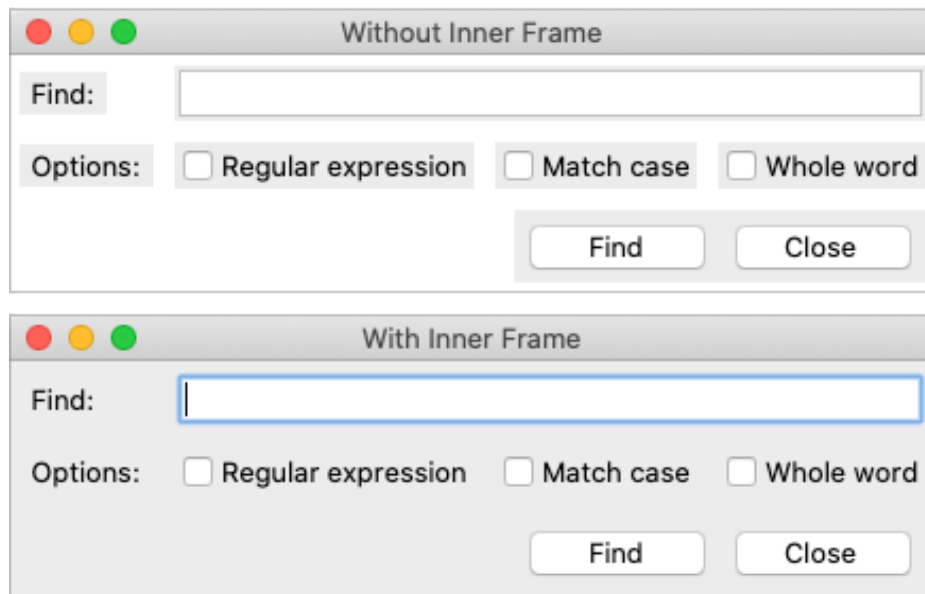 Without Inner Frame
Find:
Options: Regular expression Match case Whole word
Find Close
With Inner Frame
Find:
Options: Regular expression Match case Whole word
Find Close